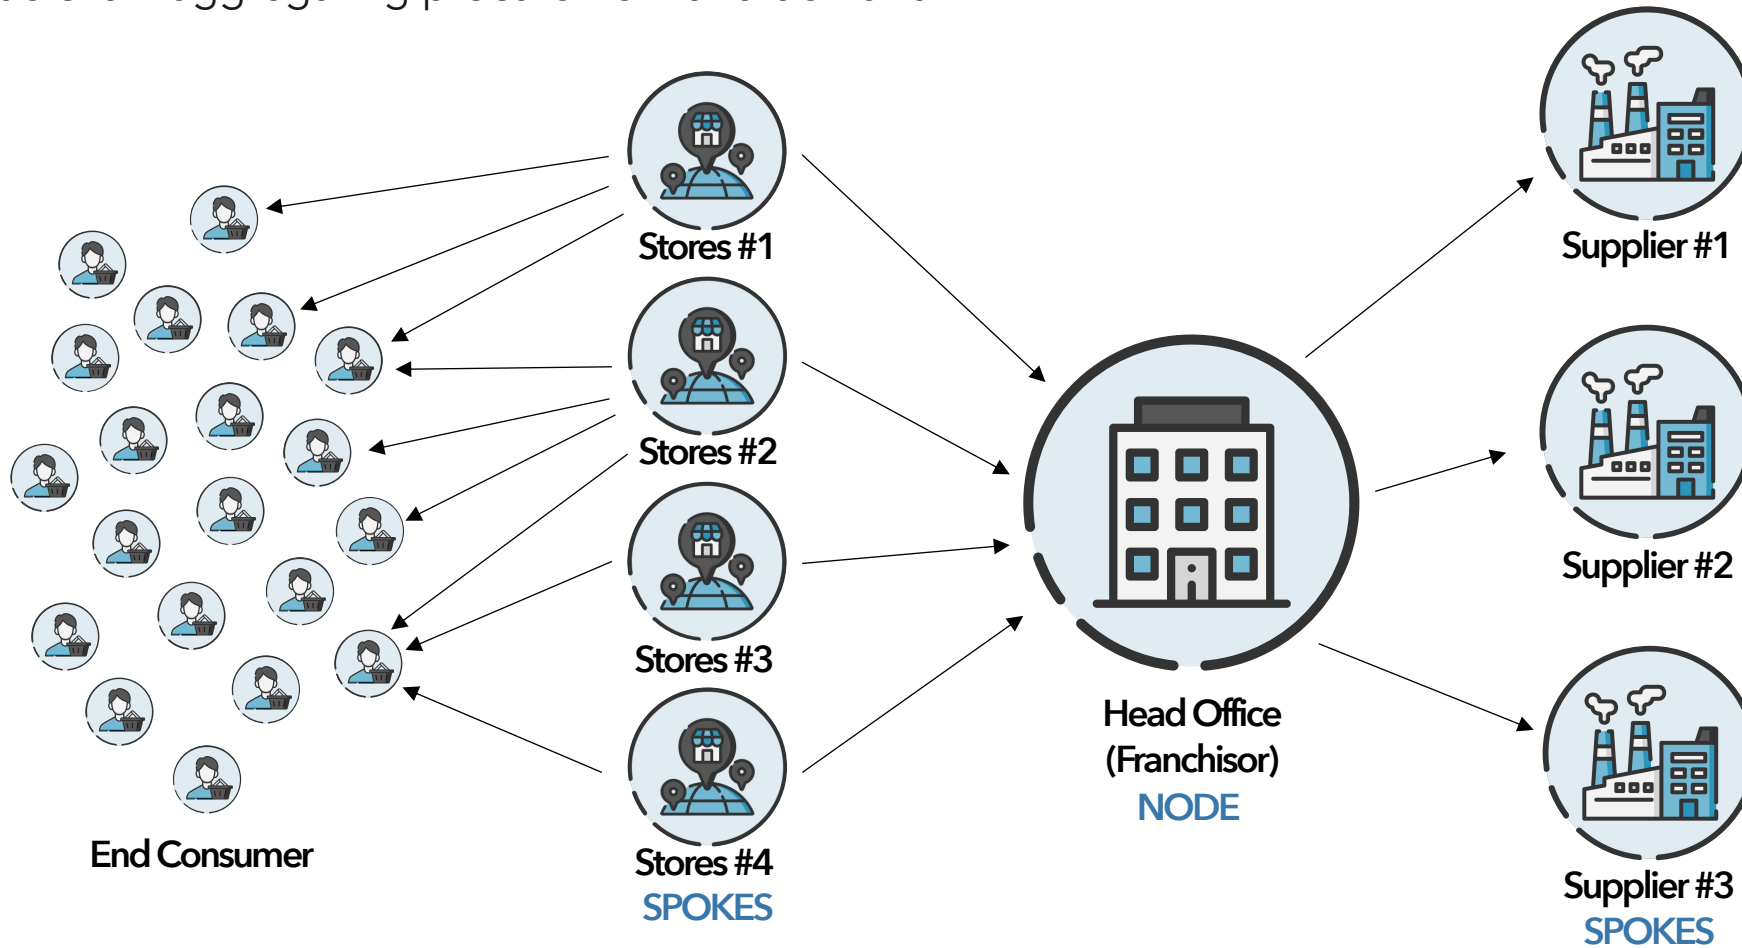 aggregating
Stores #1
Supplier #1
Stores #2
Supplier #2
Stores #3
Head Office
(Franchisor)
NODE
End Consumer
Stores #4
SPOKES
Supplier #3
SPOKES